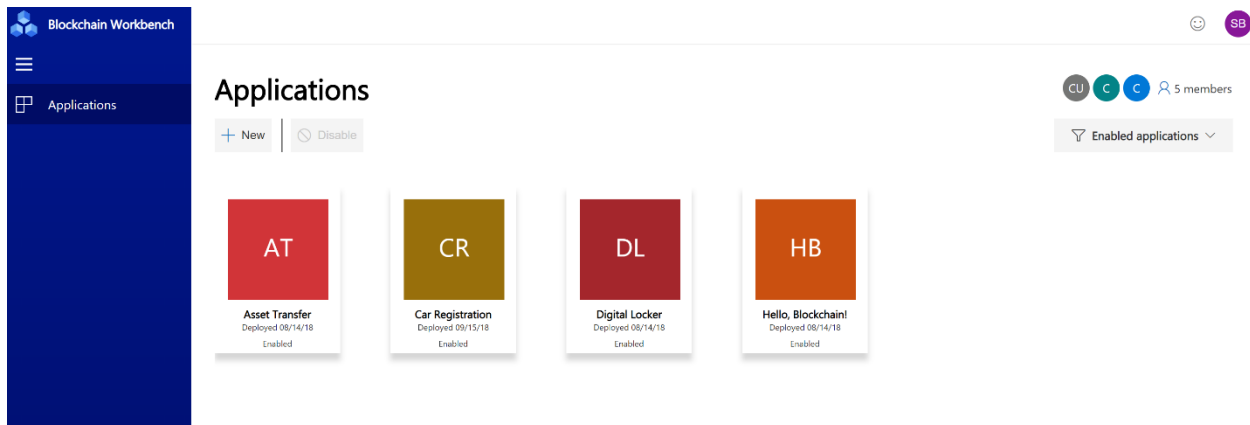 Blockchain Workbench
SB
Applications
Applications
CU C C 5 members
New Disable
Enabled applications
AT
Asset Transfer
Deployed 08/14/18
Enabled
CR
Car Registration
Deployed 09/15/18
Enabled
DL
Digital Locker
Deployed 08/14/18
Enabled
HB
Hello, Blockchain!
Deployed 08/14/18
Enabled